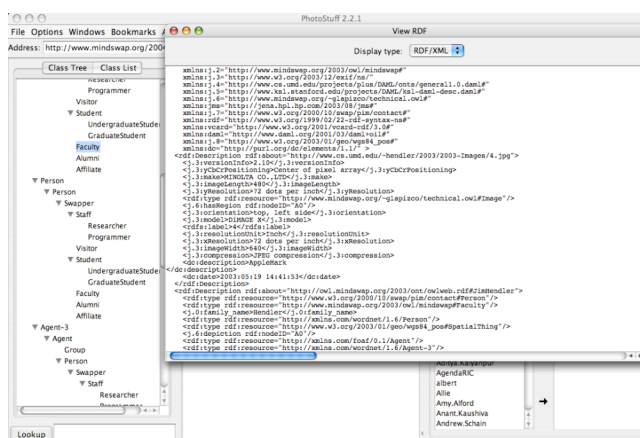 PhotoStuff 2.2.1
File Options Windows Bookmarks
Address: http://www.mindswap.org/200
Class Tree Class List
Researcher
Programmer
Visitor
Student
UndergraduateStude
GraduateStudent
Faculty
Alumni
Affiliate
Person
Person
Swapper
Staff
Researcher
Programmer
Visitor
Student
UndergraduateStude
GraduateStudent
Faculty
Alumni
Affiliate
Agent-3
Agent
Group
Person
Swapper
Staff
Researcher
Programmer
Lookup
View RDF
Display type: RDF/XML
xmlns:j.2="http://www.mindswap.org/2003/owl/mindswap#"
xmlns:j.3="http://www.w3.org/2003/12/exif/ns/"
xmlns:j.4="http://www.cs.umd.edu/projects/plus/DAML/onts/general1.0.daml#"
xmlns:j.5="http://www.ksl.stanford.edu/projects/DAML/ksl-daml-desc.daml#"
xmlns:j.6="http://www.mindswap.org/~glapizco/technical.owl#"
xmlns:jms="http://jena.hpl.hp.com/2003/08/jms#"
xmlns:j.7="http://www.w3.org/2000/10/swap/pim/contact#"
xmlns:rdf="http://www.w3.org/1999/02/22-rdf-syntax-ns#"
xmlns:vcard="http://www.w3.org/2001/vcard-rdf/3.0#"
xmlns:daml="http://www.daml.org/2001/03/daml+oil#"
xmlns:j.8="http://www.w3.org/2003/01/geo/wgs84_pos#"
xmlns:dc="http://purl.org/dc/elements/1.1/" >
<rdf:Description rdf:about="http://www.cs.umd.edu/~hendler/2003/2003-Images/4.jpg">
<j.3:versionInfo>2.10</j.3:versionInfo>
<j.3:yCbCrPositioning>Center of pixel array</j.3:yCbCrPositioning>
<j.3:make>MINOLTA CO.,LTD</j.3:make>
<j.3:imageLength>480</j.3:imageLength>
<j.3:yResolution>72 dots per inch</j.3:yResolution>
<rdf:type rdf:resource="http://www.mindswap.org/~glapizco/technical.owl#Image"/>
<j.6:hasRegion rdf:nodeID="A0"/>
<j.3:orientation>top, left side</j.3:orientation>
<j.3:model>DiMAGE X</j.3:model>
<rdfs:label>4</rdfs:label>
<j.3:resolutionUnit>Inch</j.3:resolutionUnit>
<j.3:xResolution>72 dots per inch</j.3:xResolution>
<j.3:imageWidth>640</j.3:imageWidth>
<j.3:compression>JPEG compression</j.3:compression>
<dc:description>AppleMark
</dc:description>
<dc:date>2003:05:19 14:41:53</dc:date>
</rdf:Description>
<rdf:Description rdf:about="http://owl.mindswap.org/2003/ont/owlweb.rdf#JimHendler">
<rdf:type rdf:resource="http://www.w3.org/2000/10/swap/pim/contact#Person"/>
<rdf:type rdf:resource="http://www.mindswap.org/2003/owl/mindswap#Faculty"/>
<j.0:family_name>Hendler</j.0:family_name>
<rdf:type rdf:resource="http://xmlns.com/wordnet/1.6/Person"/>
<rdf:type rdf:resource="http://www.w3.org/2003/01/geo/wgs84_pos#SpatialThing"/>
<j.6:depiction rdf:nodeID="A0"/>
<rdf:type rdf:resource="http://xmlns.com/foaf/0.1/Agent"/>
<rdf:type rdf:resource="http://xmlns.com/wordnet/1.6/Agent-3"/>
Aditya.Kalyanpur
AgendaRIC
albert
Allie
Amy.Alford
Anant.Kaushiva
Andrew.Schain